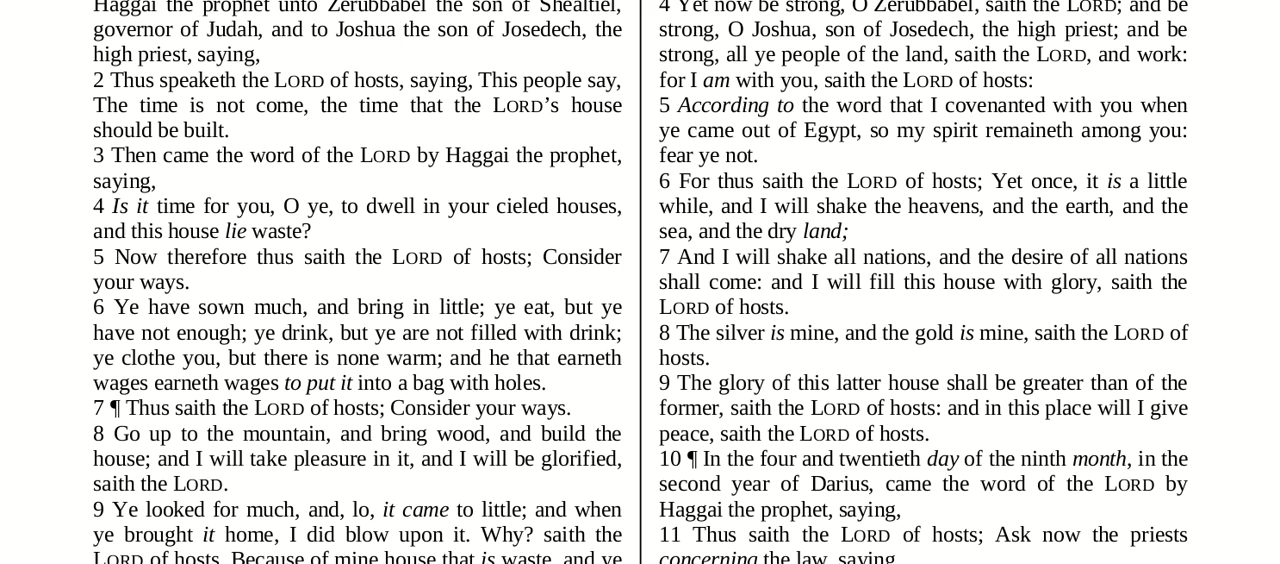 Haggai the prophet unto Zerubbabel the son of Shealtiel,
governor of Judah, and to Joshua the son of Josedech, the
high priest, saying,
2 Thus speaketh the LORD of hosts, saying, This people say,
The time is not come, the time that the LORD’s house
should be built.
3 Then came the word of the LORD by Haggai the prophet,
saying,
4 Is it time for you, O ye, to dwell in your cieled houses,
and this house lie waste?
5 Now therefore thus saith the LORD of hosts; Consider
your ways.
6 Ye have sown much, and bring in little; ye eat, but ye
have not enough; ye drink, but ye are not filled with drink;
ye clothe you, but there is none warm; and he that earneth
wages earneth wages to put it into a bag with holes.
7 ¶ Thus saith the LORD of hosts; Consider your ways.
8 Go up to the mountain, and bring wood, and build the
house; and I will take pleasure in it, and I will be glorified,
saith the LORD.
9 Ye looked for much, and, lo, it came to little; and when
ye brought it home, I did blow upon it. Why? saith the
LORD of hosts. Because of mine house that is waste, and ye
4 Yet now be strong, O Zerubbabel, saith the LORD; and be
strong, O Joshua, son of Josedech, the high priest; and be
strong, all ye people of the land, saith the LORD, and work:
for I am with you, saith the LORD of hosts:
5 According to the word that I covenanted with you when
ye came out of Egypt, so my spirit remaineth among you:
fear ye not.
6 For thus saith the LORD of hosts; Yet once, it is a little
while, and I will shake the heavens, and the earth, and the
sea, and the dry land;
7 And I will shake all nations, and the desire of all nations
shall come: and I will fill this house with glory, saith the
LORD of hosts.
8 The silver is mine, and the gold is mine, saith the LORD of
hosts.
9 The glory of this latter house shall be greater than of the
former, saith the LORD of hosts: and in this place will I give
peace, saith the LORD of hosts.
10 ¶ In the four and twentieth day of the ninth month, in the
second year of Darius, came the word of the LORD by
Haggai the prophet, saying,
11 Thus saith the LORD of hosts; Ask now the priests
concerning the law, saying,